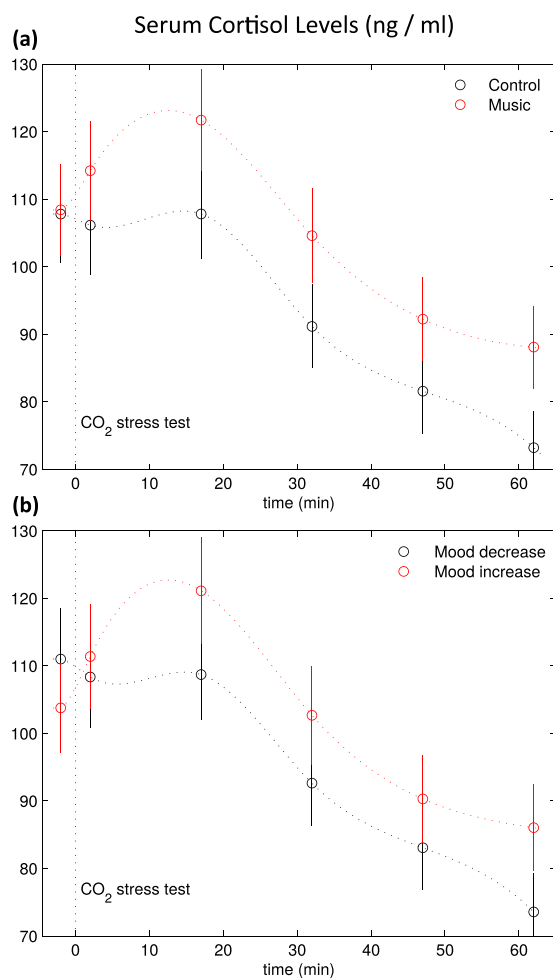 Serum Cortisol Levels (ng / ml)
(a)
130
120
110
100
90
80
70
Control
Music
CO2 stress test
0 10 20 30 40 50 60
time (min)
(b)
130
120
110
100
90
80
70
Mood decrease
Mood increase
CO2 stress test
0 10 20 30 40 50 60
time (min)